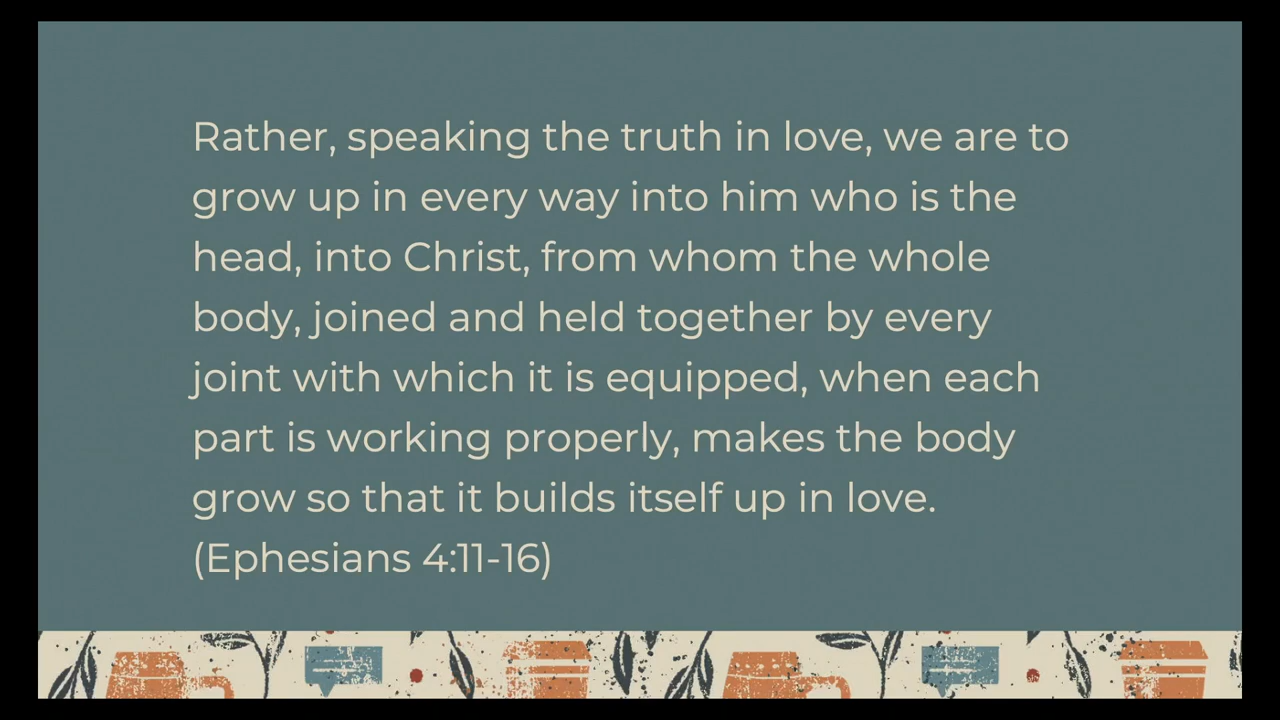 Rather, speaking the truth in love, we are to
grow up in every way into him who is the
head, into Christ, from whom the whole
body, joined and held together by every
joint with which it is equipped, when each
part is working properly, makes the body
grow so that it builds itself up in love.
(Ephesians 4:11-16)